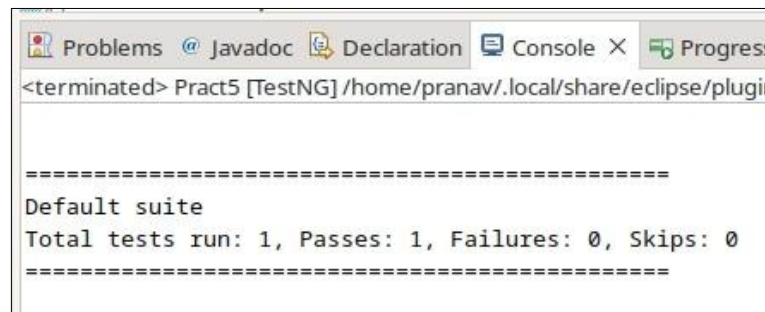 Problems @ Javadoc Declaration Console × Progress
<terminated> Pract5 [TestNG] /home/pranav/.local/share/eclipse/plugi
===============================================
Default suite
Total tests run: 1, Passes: 1, Failures: 0, Skips: 0
===============================================